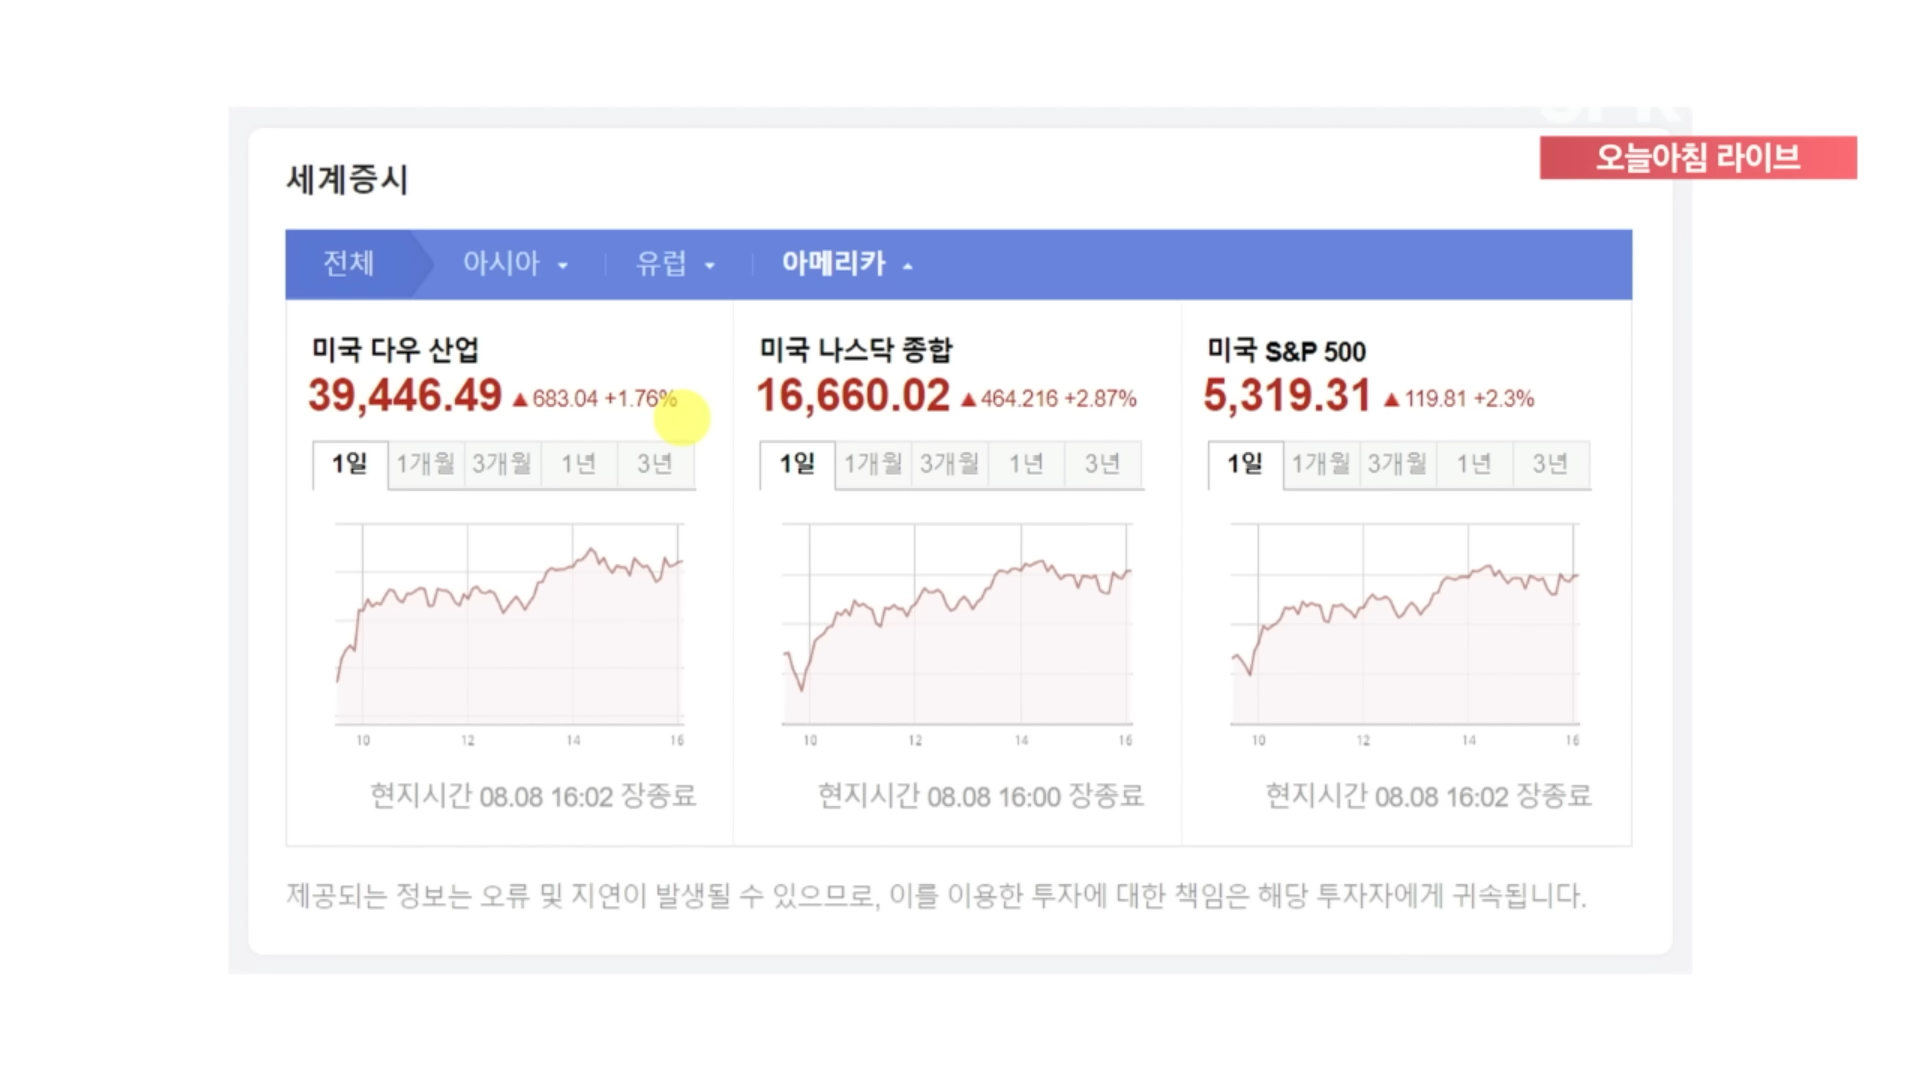 오늘아침 라이브
세계증시
전체 아시아 유럽 아메리카
미국 다우 산업
39,446.49 ▲ 683.04 +1.76%
1일 1개월 3개월 1년 3년
10 12 14 16
현지시간 08.08 16:02 장종료
미국 나스닥 종합
16,660.02 ▲ 464.216 +2.87%
1일 1개월 3개월 1년 3년
10 12 14 16
현지시간 08.08 16:00 장종료
미국 S&P 500
5,319.31 ▲ 119.81 +2.3%
1일 1개월 3개월 1년 3년
10 12 14 16
현지시간 08.08 16:02 장종료
제공되는 정보는 오류 및 지연이 발생될 수 있으므로, 이를 이용한 투자에 대한 책임은 해당 투자자에게 귀속됩니다.